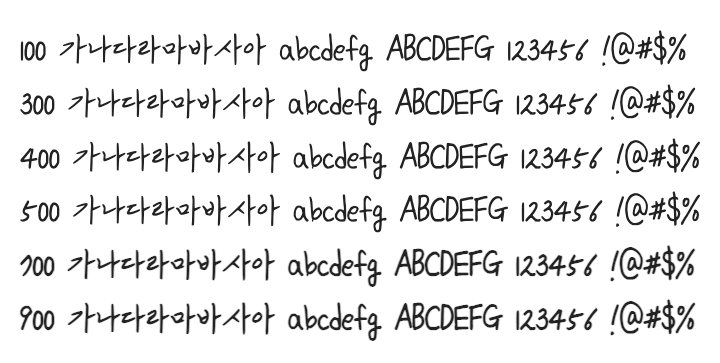 100 가나다라마바사아 abcdefg ABCDEFG 123456 !@#$%
300 가나다라마바사아 abcdefg ABCDEFG 123456 !@#$%
400 가나다라마바사아 abcdefg ABCDEFG 123456 !@#$%
500 가나다라마바사아 abcdefg ABCDEFG 123456 !@#$%
700 가나다라마바사아 abcdefg ABCDEFG 123456 !@#$%
900 가나다라마바사아 abcdefg ABCDEFG 123456 !@#$%